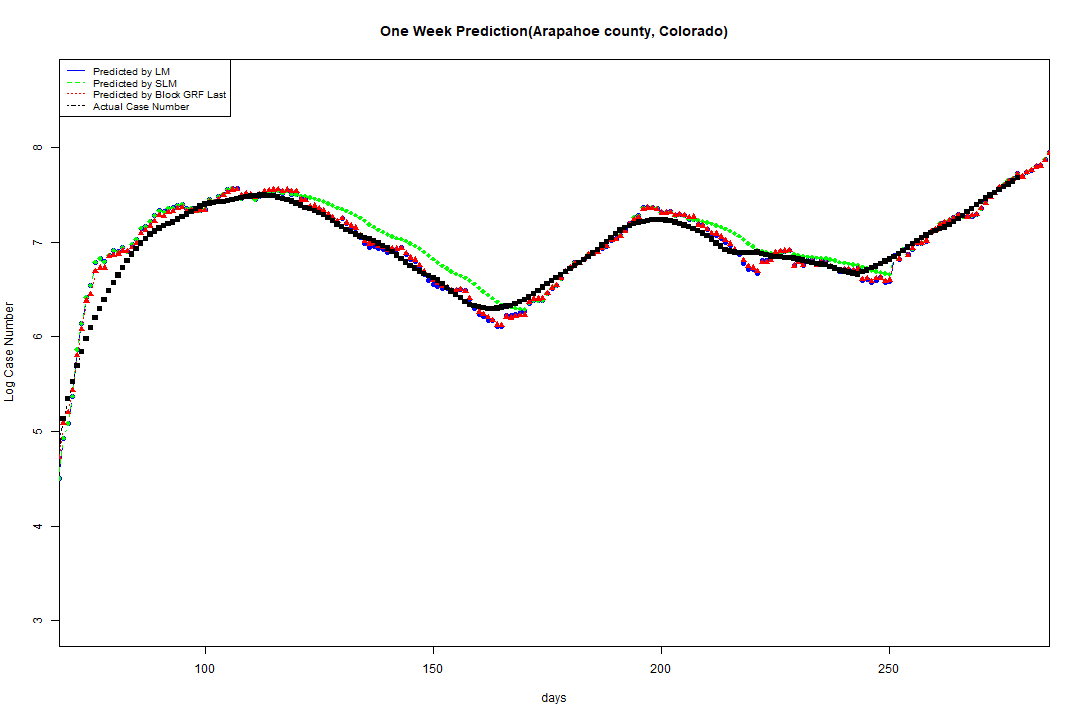 One Week Prediction(Arapahoe county, Colorado)
Predicted by LM
Predicted by SLM
Predicted by Block GRF Last
Actual Case Number
8
7
6
5
4
3
Log Case Number
100 150 200 250
days